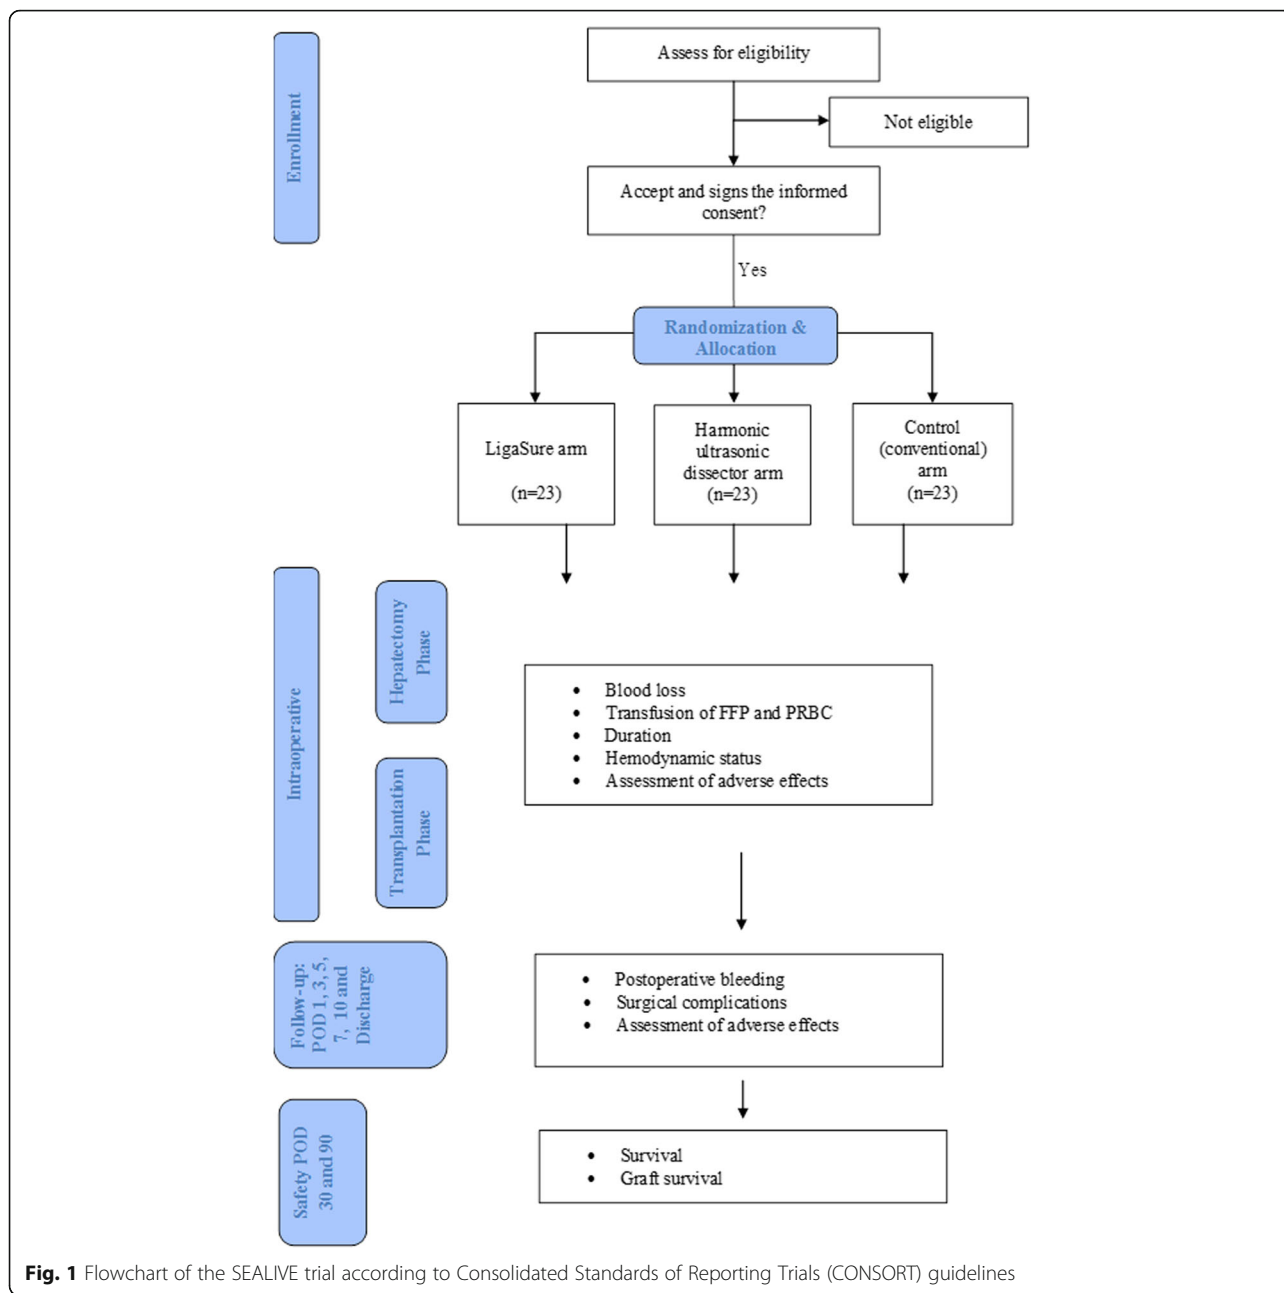 Enrollment
Assess for eligibility
Not eligible
Accept and signs the informed
consent?
Yes
Randomization &
Allocation
LigaSure arm
(n=23)
Harmonic
ultrasonic
dissector arm
(n=23)
Control
(conventional)
arm
(n=23)
Intraoperative
Hepatectomy
Phase
Transplantation
Phase
• Blood loss
• Transfusion of FFP and PRBC
• Duration
• Hemodynamic status
• Assessment of adverse effects
Follow-up:
POD 1, 3, 5,
7, 10 and
Discharge
• Postoperative bleeding
• Surgical complications
• Assessment of adverse effects
Safety POD
30 and 90
• Survival
• Graft survival
Fig. 1 Flowchart of the SEALIVE trial according to Consolidated Standards of Reporting Trials (CONSORT) guidelines